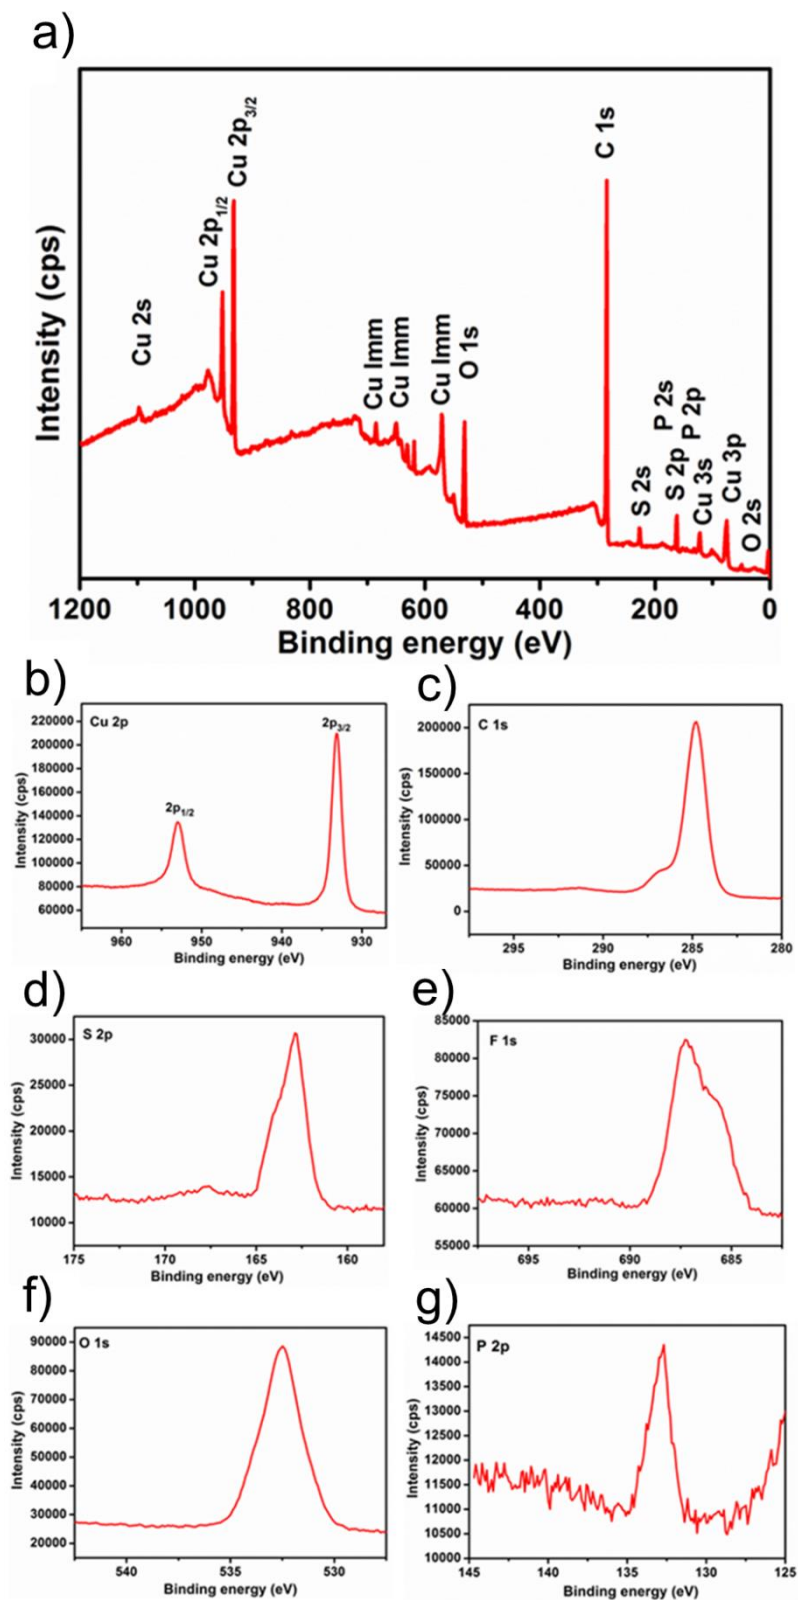 a)
Intensity (cps)
Cu 2s
Cu 2p1/2
Cu 2p3/2
Cu lmm
Cu lmm
Cu lmm
O 1s
C 1s
S 2s
S 2p P 2s
Cu 3s P 2p
Cu 3p
O 2s
1200 1000 800 600 400 200 0
Binding energy (eV)
b)
Cu 2p
2p3/2
2p1/2
Intensity (cps)
220000
200000
180000
160000
140000
120000
100000
80000
60000
960 950 940 930
Binding energy (eV)
c)
C 1s
Intensity (cps)
200000
150000
100000
50000
0
295 290 285 280
Binding energy (eV)
d)
S 2p
Intensity (cps)
30000
25000
20000
15000
10000
175 170 165 160
Binding energy (eV)
e)
F 1s
Intensity (cps)
85000
80000
75000
70000
65000
60000
55000
695 690 685
Binding energy (eV)
f)
O 1s
Intensity (cps)
90000
80000
70000
60000
50000
40000
30000
20000
540 535 530
Binding energy (eV)
g)
P 2p
Intensity (cps)
14500
14000
13500
13000
12500
12000
11500
11000
10500
10000
145 140 135 130 125
Binding energy (eV)